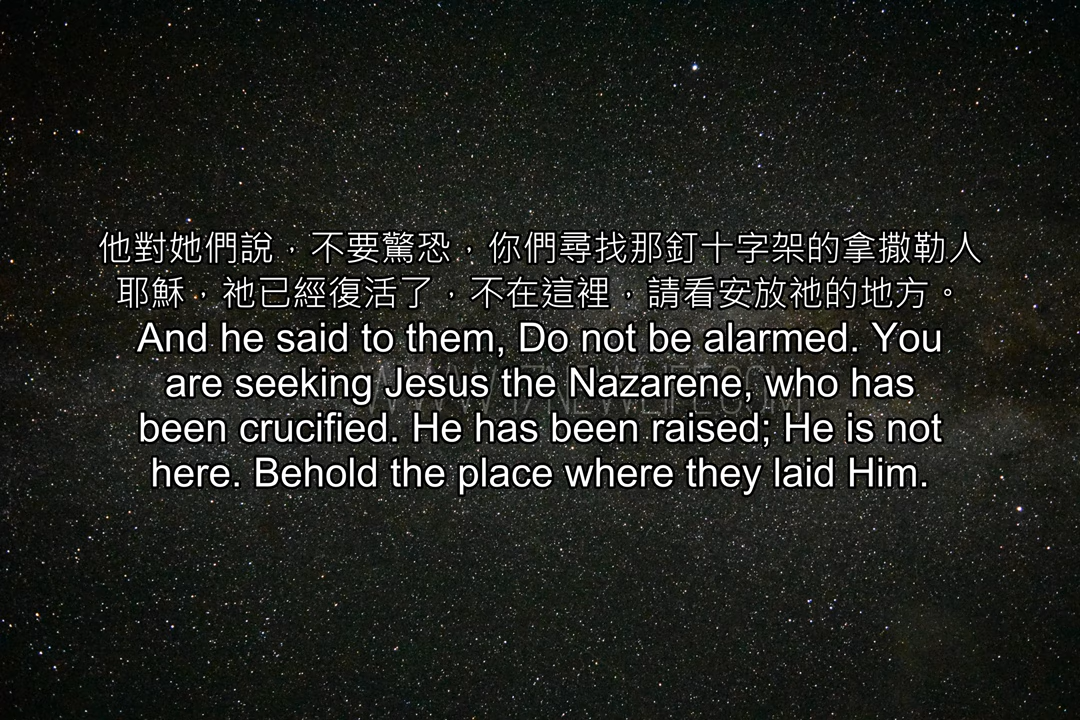 他對她們說，不要驚恐，你們尋找那釘十字架的拿撒勒人
耶穌，祂已經復活了，不在這裡，請看安放祂的地方。
And he said to them, Do not be alarmed. You
are seeking Jesus the Nazarene, who has
been crucified. He has been raised; He is not
here. Behold the place where they laid Him.